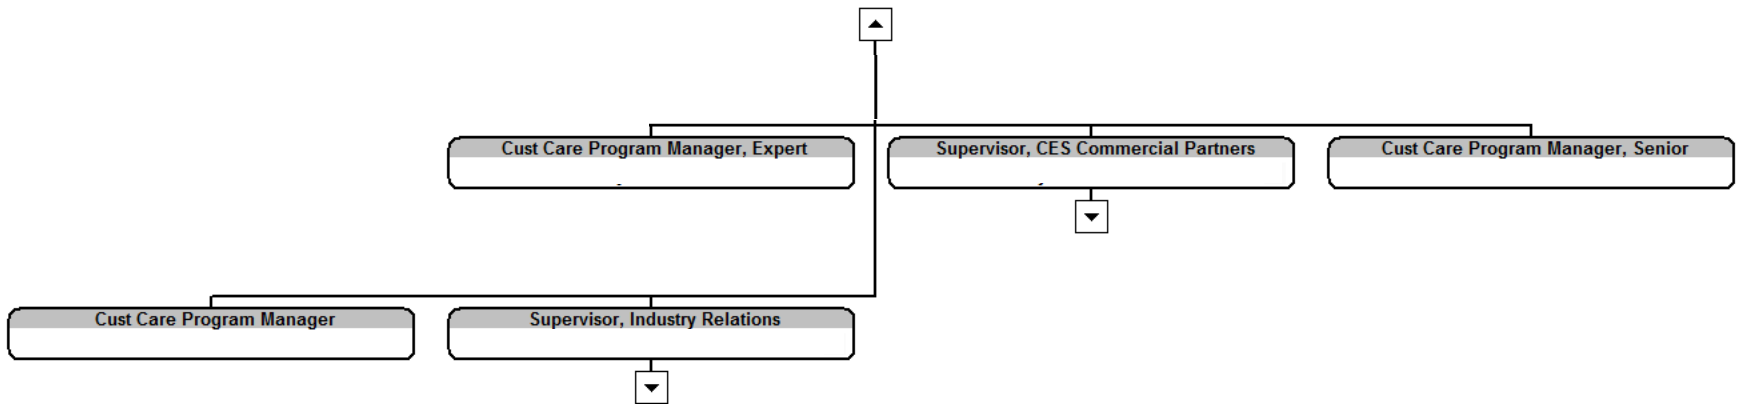 Cust Care Program Manager, Expert
Supervisor, CES Commercial Partners
Cust Care Program Manager, Senior
Cust Care Program Manager
Supervisor, Industry Relations